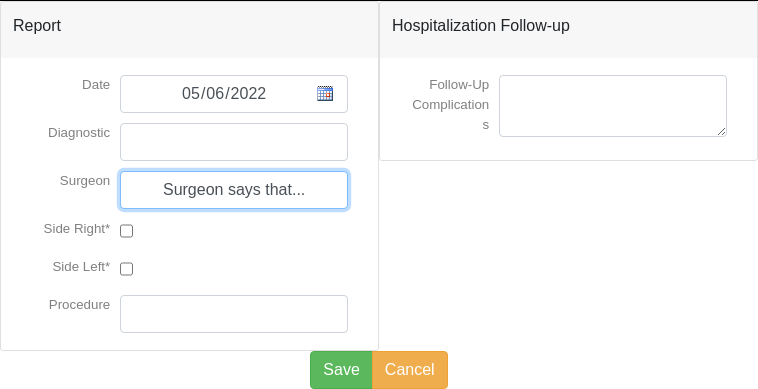 Report
Date
05/06/2022
Diagnostic
Surgeon
Surgeon says that...
Side Right*
Side Left*
Procedure
Hospitalization Follow-up
Follow-Up
Complication
s
Save
Cancel